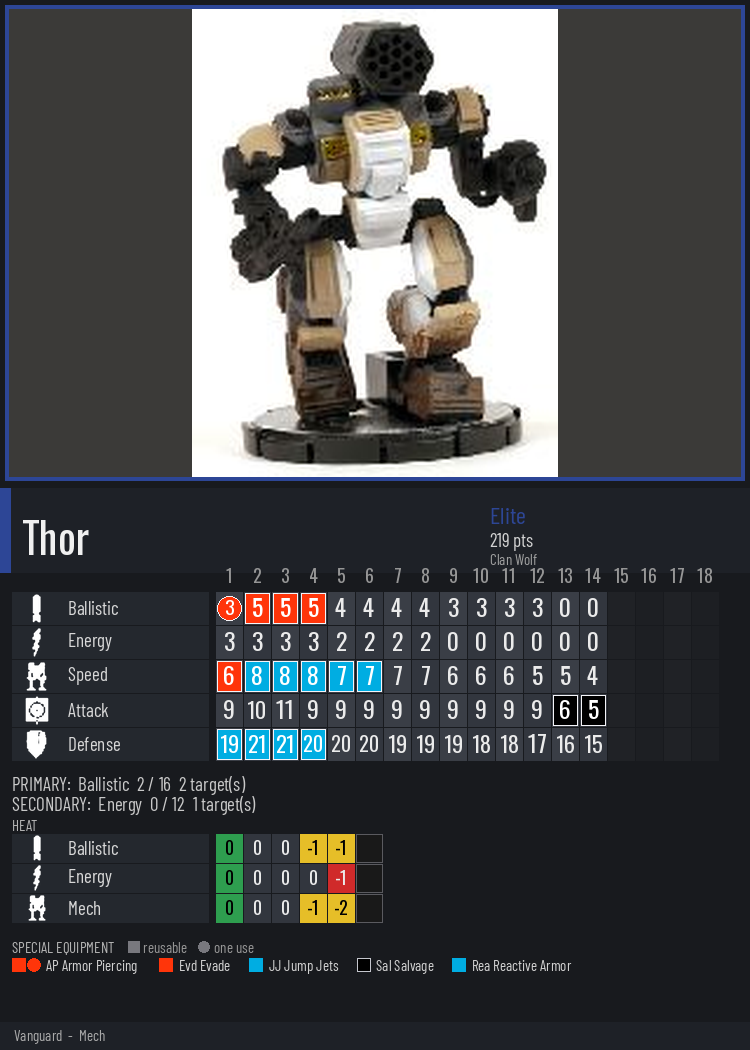 Thor
Elite
219 pts
Clan Wolf
1 2 3 4 5 6 7 8 9 10 11 12 13 14 15 16 17 18
Ballistic 3 5 5 5 4 4 4 4 3 3 3 3 0 0
Energy 3 3 3 3 2 2 2 2 0 0 0 0 0 0
Speed 6 8 8 8 7 7 7 7 6 6 6 5 5 4
Attack 9 10 11 9 9 9 9 9 9 9 9 9 6 5
Defense 19 21 21 20 20 20 19 19 19 18 18 17 16 15
PRIMARY: Ballistic 2 / 16 2 target(s)
SECONDARY: Energy 0 / 12 1 target(s)
HEAT
Ballistic 0 0 0 -1 -1
Energy 0 0 0 0 -1
Mech 0 0 0 -1 -2
SPECIAL EQUIPMENT reusable one use
AP Armor Piercing Evd Evade JJ Jump Jets Sal Salvage Rea Reactive Armor
Vanguard - Mech